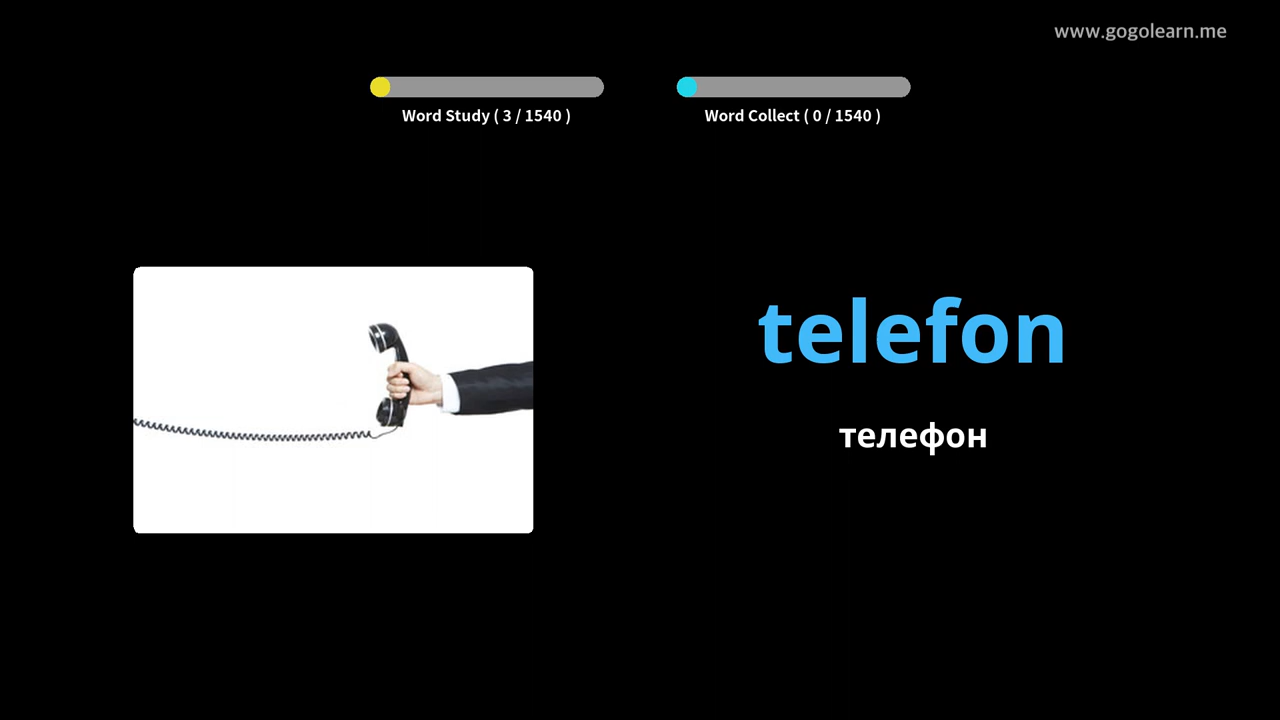 www.gogolearn.me
Word Study ( 3 / 1540 )
Word Collect ( 0 / 1540 )
telefon
телефон